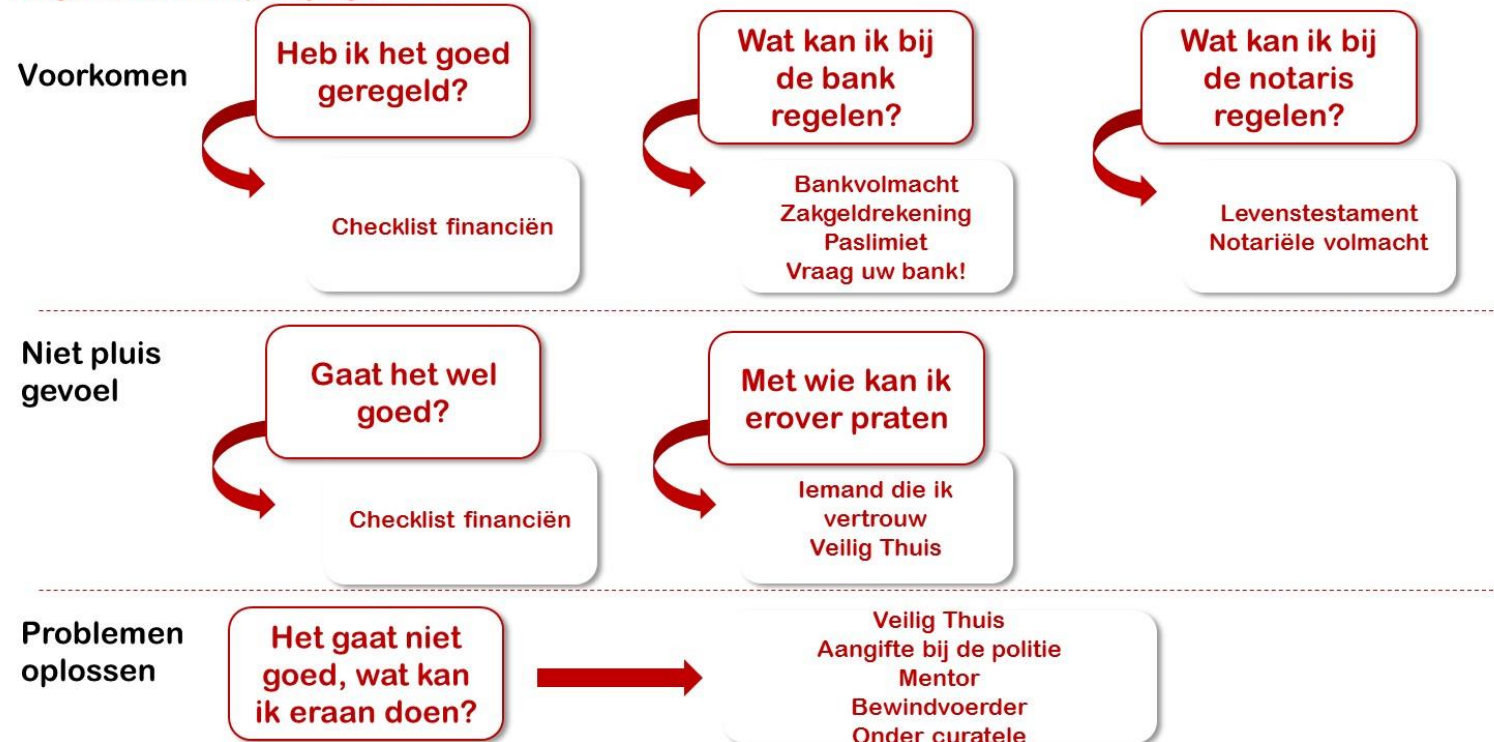 Voorkomen
Heb ik het goed
geregeld?
Checklist financiën
Wat kan ik bij
de bank
regelen?
Bankvolmacht
Zakgeldrekening
Paslimiet
Vraag uw bank!
Wat kan ik bij
de notaris
regelen?
Levenstestament
Notariële volmacht
Niet pluis
gevoel
Gaat het wel
goed?
Checklist financiën
Met wie kan ik
erover praten
Iemand die ik
vertrouw
Veilig Thuis
Problemen
oplossen
Het gaat niet
goed, wat kan
ik eraan doen?
Veilig Thuis
Aangifte bij de politie
Mentor
Bewindvoerder
Onder curatele